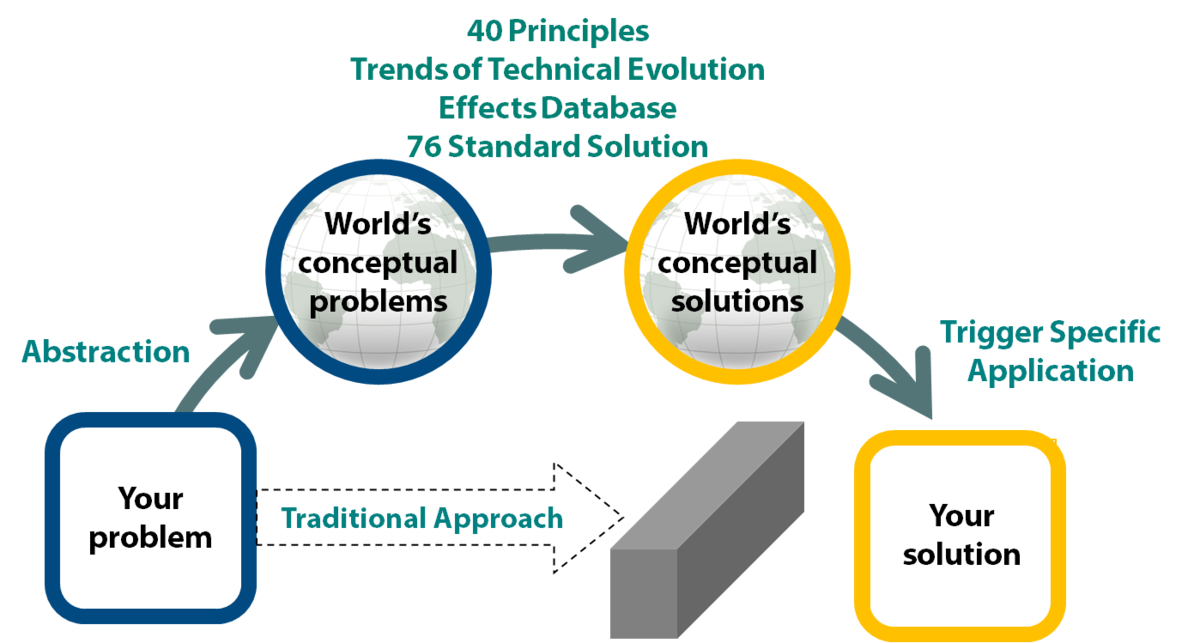 40 Principles
Trends of Technical Evolution
Effects Database
76 Standard Solution
World's
conceptual
problems
World's
conceptual
solutions
Abstraction
Trigger Specific
Application
Your
problem
Traditional Approach
Your
solution